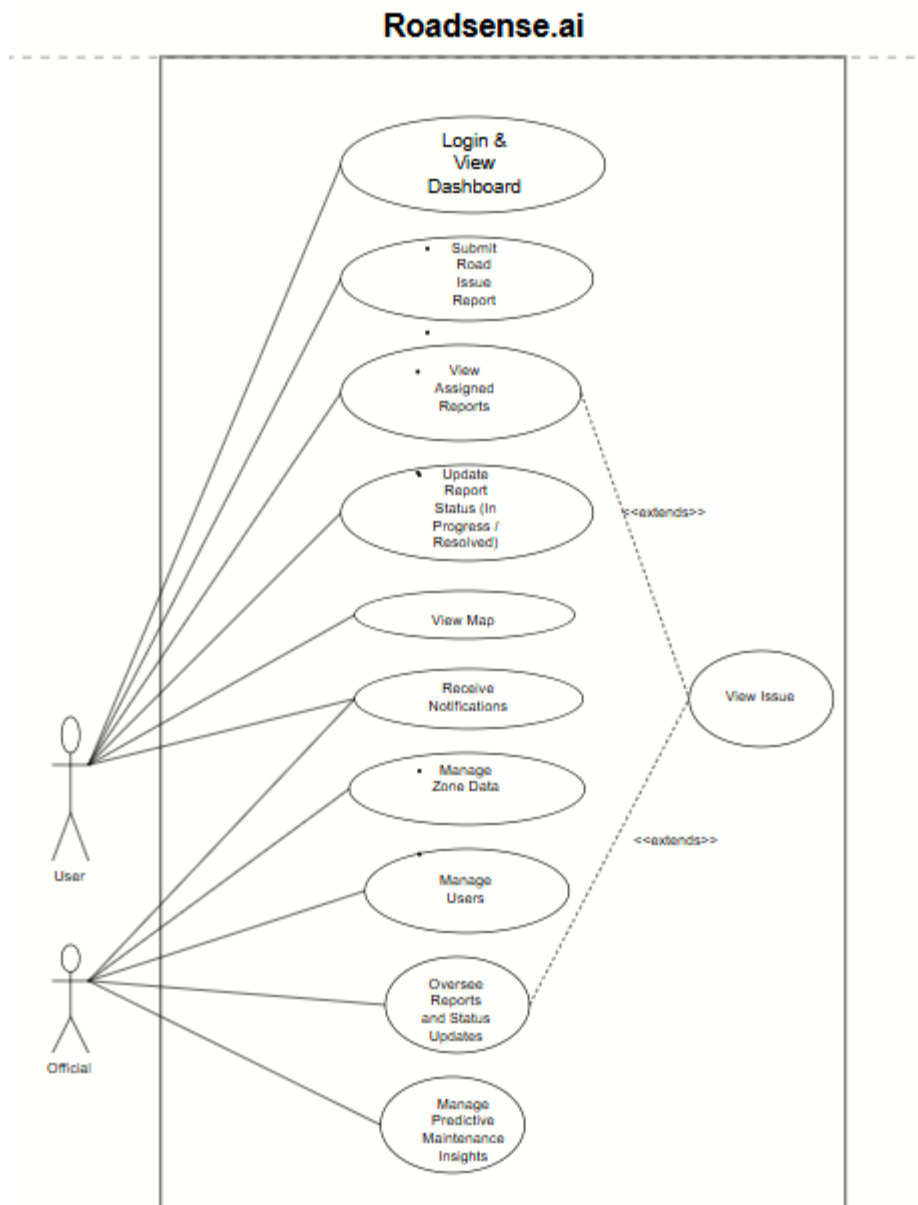 Roadsense.ai
Login &
View
Dashboard
Submit
Road
Issue
Report
View
Assigned
Reports
Update
Report
Status (In
Progress /
Resolved)
<<extends>>
View Map
Receive
Notifications
View Issue
Manage
Zone Data
<<extends>>
User
Manage
Users
Oversee
Reports
and Status
Updates
Official
Manage
Predictive
Maintenance
Insights